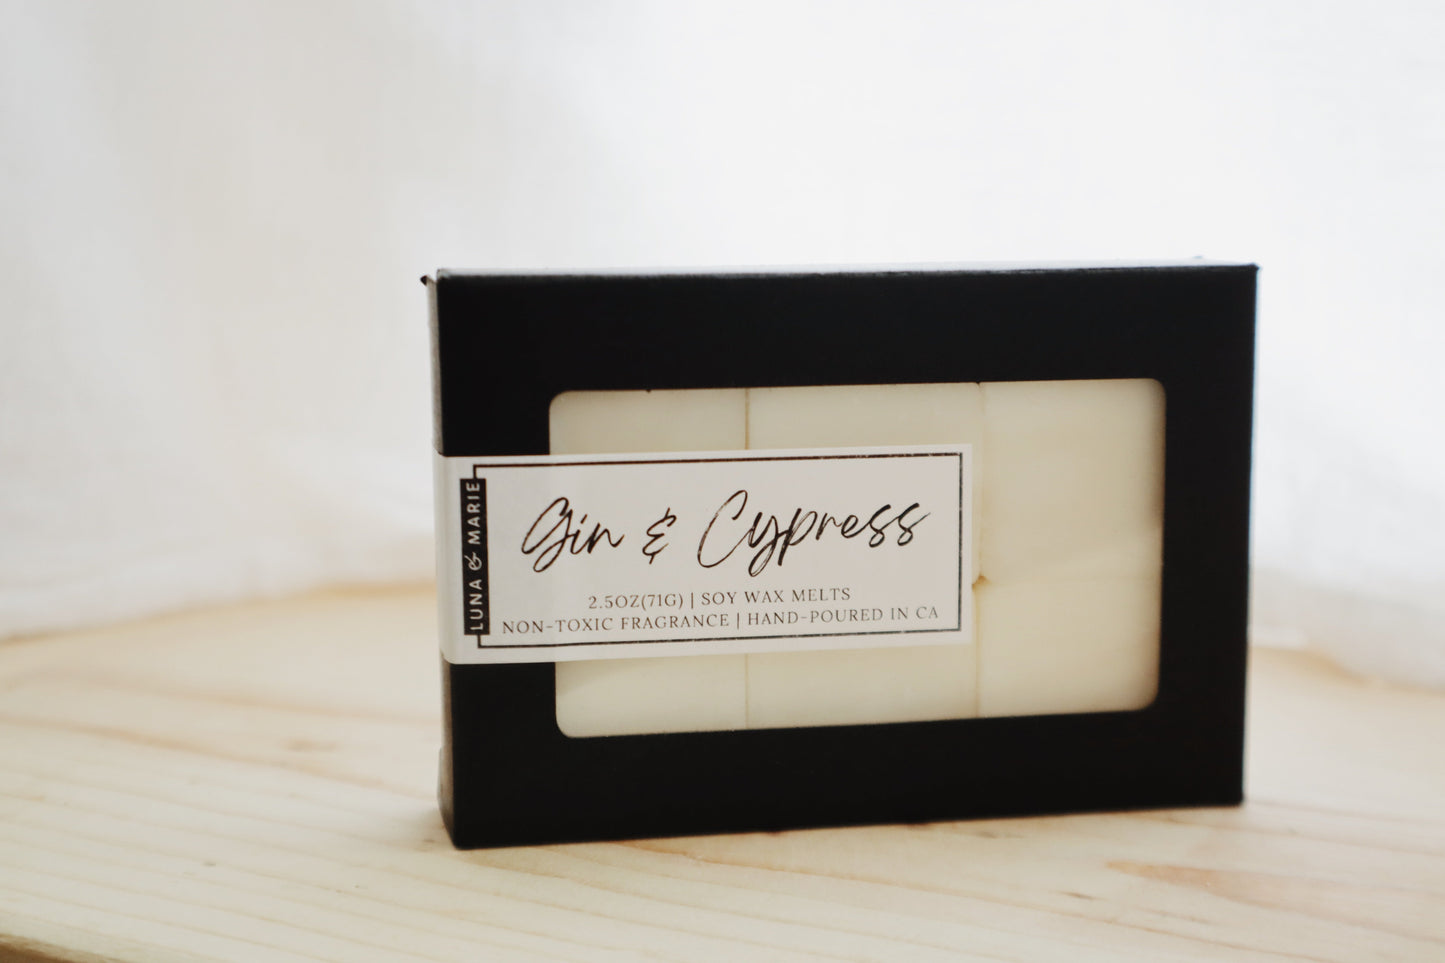 LUNA & MARIE
Gin & Cypress
2.5OZ(71G) | SOY WAX MELTS
NON-TOXIC FRAGRANCE | HAND-POURED IN CA